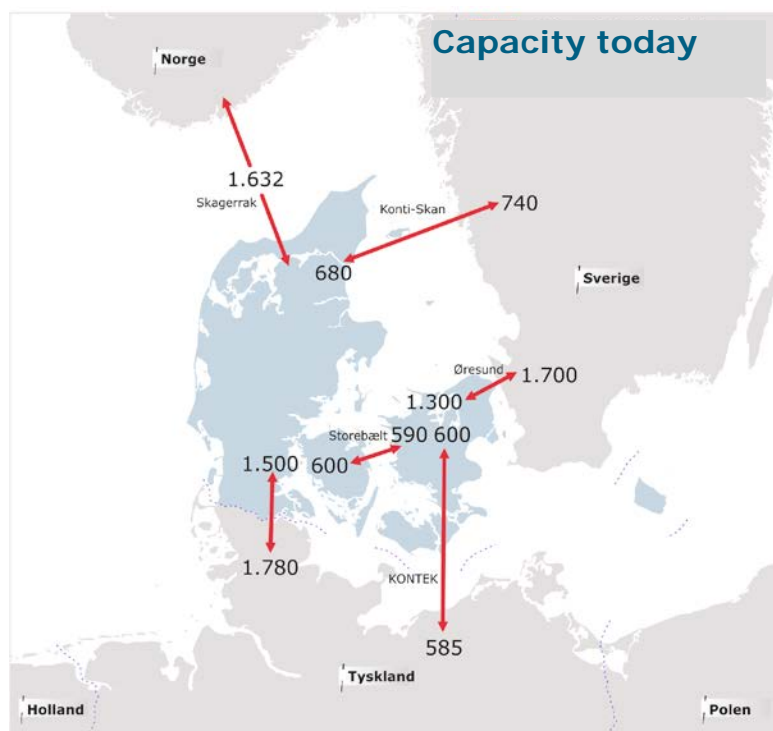 Capacity today
Norge
1.632
Skagerrak
Konti-Skan
740
680
Sverige
Øresund
1.700
1.300
Storebælt
590 600
1.500
600
1.780
KONTEK
585
Tyskland
Holland
Polen